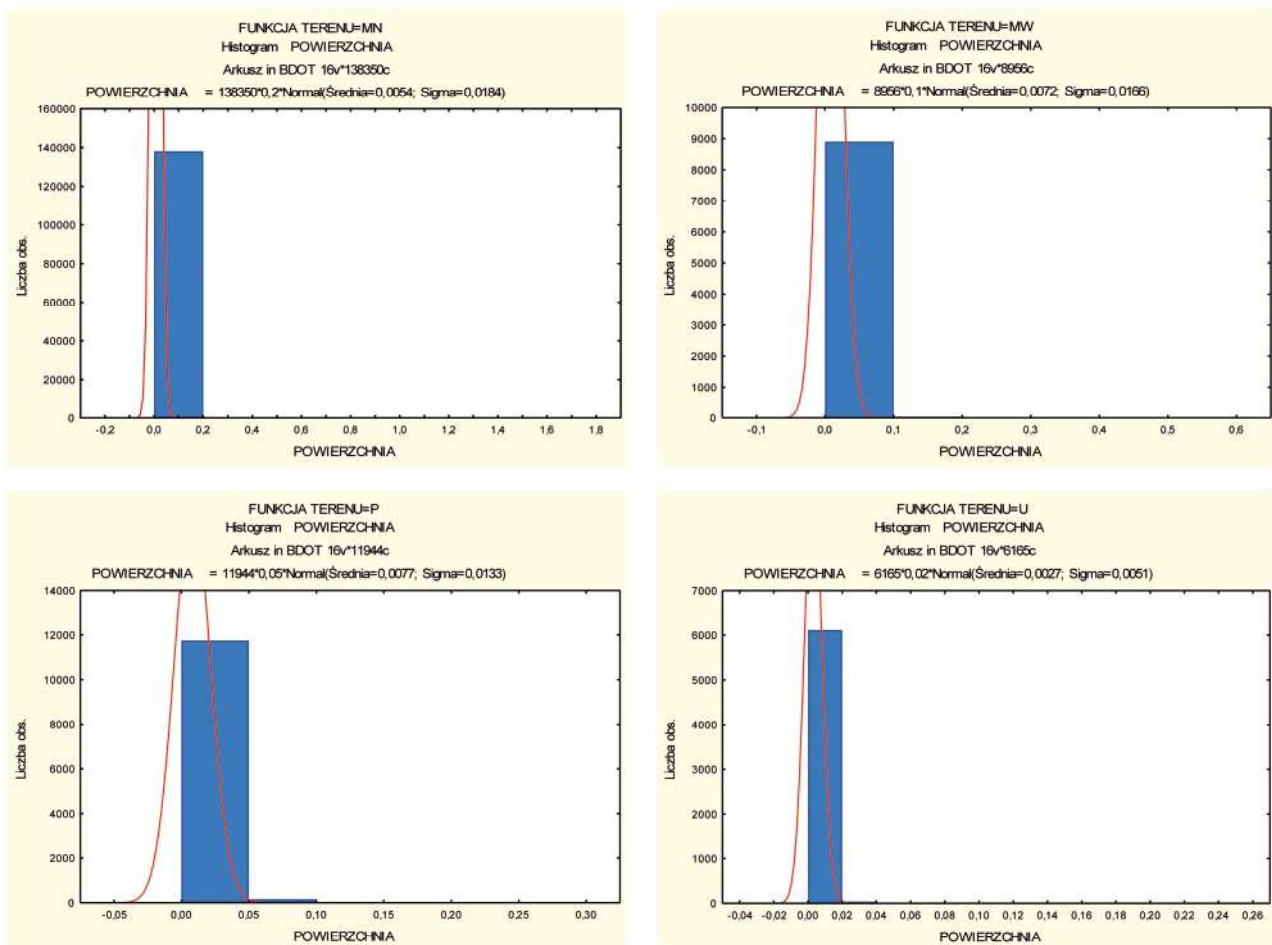 FUNKCJA TERENU=MN
Histogram POWIERZCHNIA
Arkusz in BDOT 16v*138350c
POWIERZCHNIA = 138350*0,2*Normal(Średnia=0,0054; Sigma=0,0184)
160000
140000
120000
100000
80000
60000
40000
20000
0
Liczba obs.
-0,2 0,0 0,2 0,4 0,6 0,8 1,0 1,2 1,4 1,6 1,8
POWIERZCHNIA
FUNKCJA TERENU=MW
Histogram POWIERZCHNIA
Arkusz in BDOT 16v*8956c
POWIERZCHNIA = 8956*0,1*Normal(Średnia=0,0072; Sigma=0,0166)
10000
9000
8000
7000
6000
5000
4000
3000
2000
1000
0
Liczba obs.
-0,1 0,0 0,1 0,2 0,3 0,4 0,5 0,6
POWIERZCHNIA
FUNKCJA TERENU=P
Histogram POWIERZCHNIA
Arkusz in BDOT 16v*11944c
POWIERZCHNIA = 11944*0,05*Normal(Średnia=0,0077; Sigma=0,0133)
14000
12000
10000
8000
6000
4000
2000
0
Liczba obs.
-0,05 0,00 0,05 0,10 0,15 0,20 0,25 0,30
POWIERZCHNIA
FUNKCJA TERENU=U
Histogram POWIERZCHNIA
Arkusz in BDOT 16v*6165c
POWIERZCHNIA = 6165*0,02*Normal(Średnia=0,0027; Sigma=0,0051)
7000
6000
5000
4000
3000
2000
1000
0
Liczba obs.
-0,04 -0,02 0,00 0,02 0,04 0,06 0,08 0,10 0,12 0,14 0,16 0,18 0,20 0,22 0,24 0,26
POWIERZCHNIA